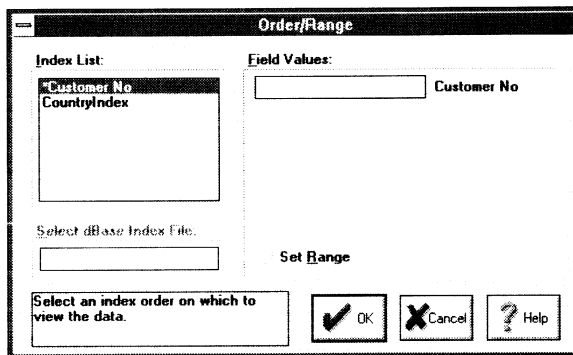 Order/Range
Index List:
Field Values:
*Customer No
CountryIndex
Customer No
Select dBase Index File:
Set Range
Select an index order on which to
view the data.
OK
Cancel
Help